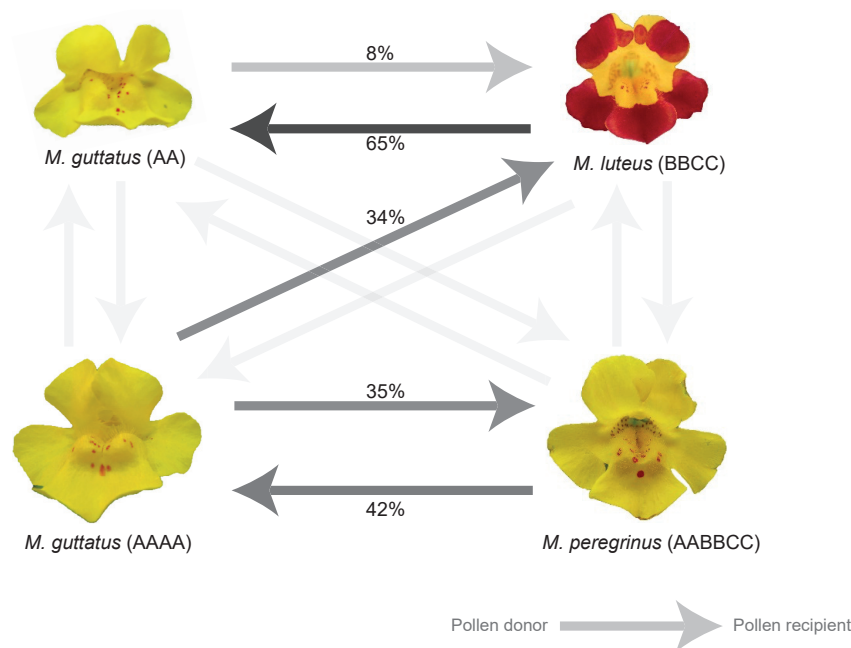 8%
65%
M. guttatus (AA)
M. luteus (BBCC)
34%
35%
42%
M. guttatus (AAAA)
M. peregrinus (AABBCC)
Pollen donor
Pollen recipient